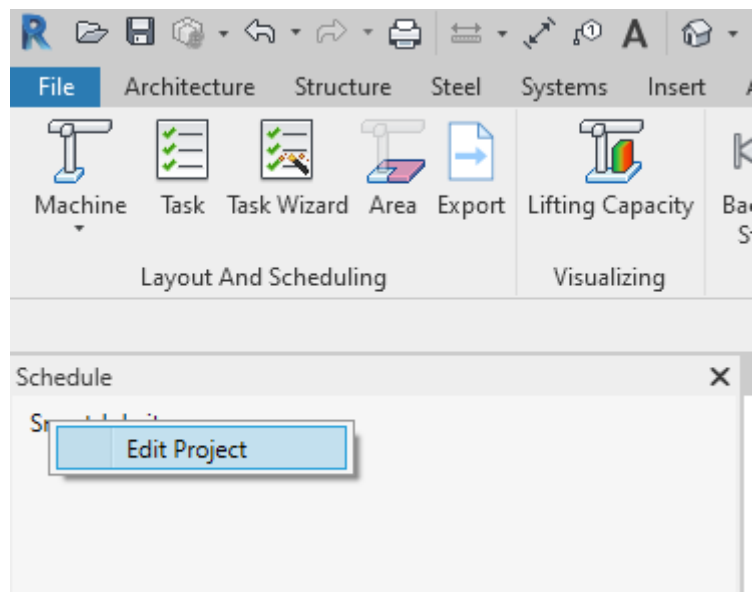 R
1
A
File Architecture Structure Steel Systems Insert
Machine Task Task Wizard Area Export Lifting Capacity
Layout And Scheduling Visualizing
Schedule
Edit Project